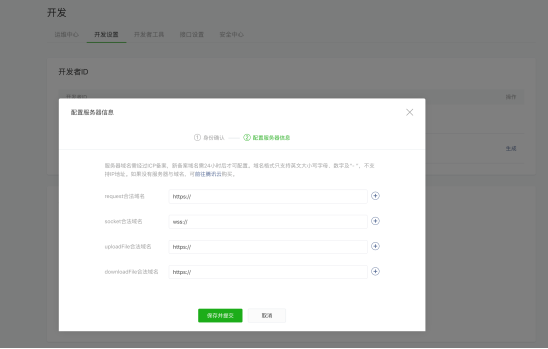 开发
运维中心 开发设置 开发者工具 接口设置 安全中心
开发者ID
开发者ID 操作
配置服务器信息
1 身份确认 2 配置服务器信息
生成
服务器域名需经过ICP备案，新备案域名需24小时后才可配置。域名格式只支持英文大小写字母、数字及“- ”，不支
持IP地址。如果没有服务器与域名，可前往腾讯云购买。
request合法域名 https://
socket合法域名 wss://
uploadFile合法域名 https://
downloadFile合法域名 https://
保存并提交 取消